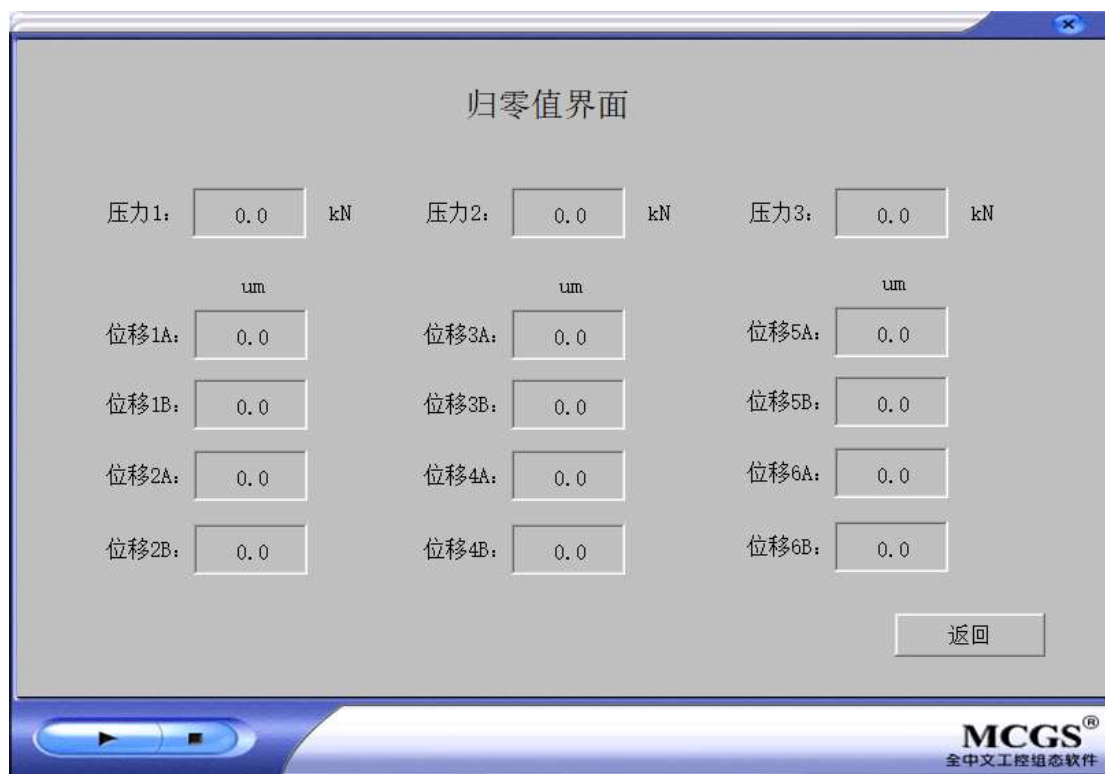 归零值界面
压力1: 0.0 kN 压力2: 0.0 kN 压力3: 0.0 kN
um um um
位移1A: 0.0 位移3A: 0.0 位移5A: 0.0
位移1B: 0.0 位移3B: 0.0 位移5B: 0.0
位移2A: 0.0 位移4A: 0.0 位移6A: 0.0
位移2B: 0.0 位移4B: 0.0 位移6B: 0.0
返回
MCGS®
全中文工控组态软件